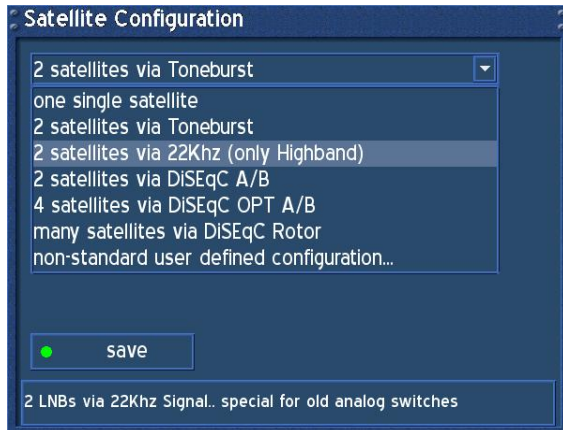 Satellite Configuration
2 satellites via Toneburst
one single satellite
2 satellites via Toneburst
2 satellites via 22Khz (only Highband)
2 satellites via DiSEqC A/B
4 satellites via DiSEqC OPT A/B
many satellites via DiSEqC Rotor
non-standard user defined configuration...
save
2 LNBs via 22Khz Signal.. special for old analog switches